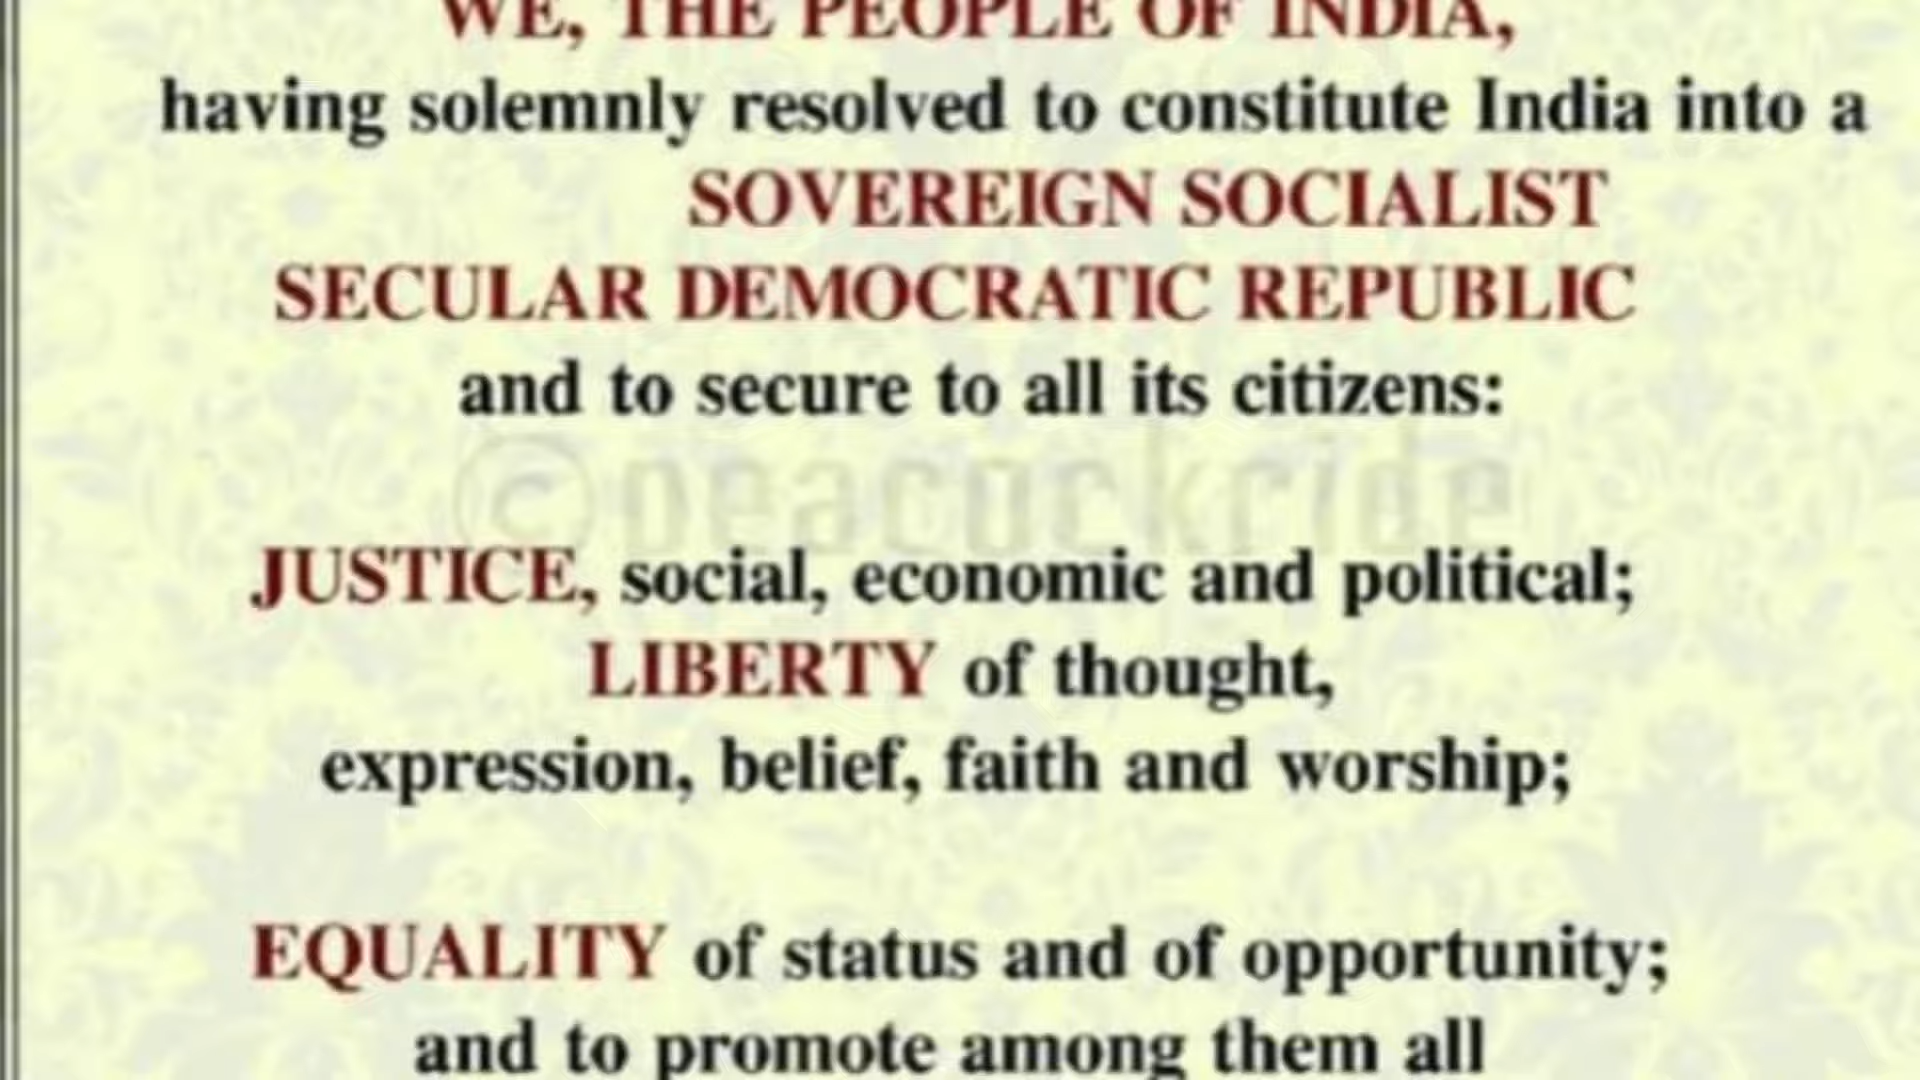 WE, THE PEOPLE OF INDIA,
having solemnly resolved to constitute India into a
SOVEREIGN SOCIALIST
SECULAR DEMOCRATIC REPUBLIC
and to secure to all its citizens:
©peacockride
JUSTICE, social, economic and political;
LIBERTY of thought,
expression, belief, faith and worship;
EQUALITY of status and of opportunity;
and to promote among them all